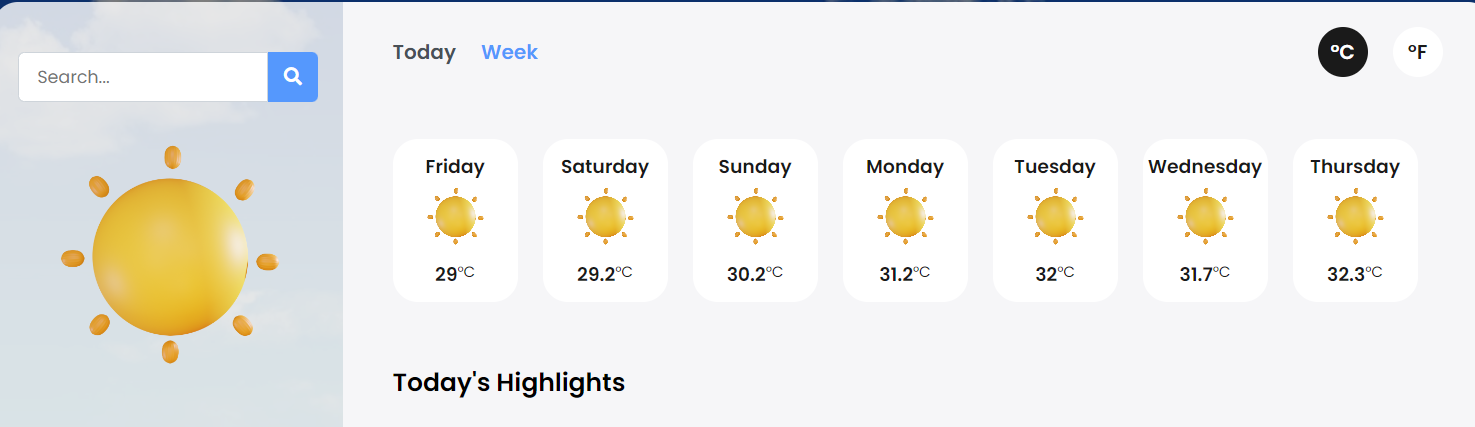 Search...
Today Week
°C °F
Friday Saturday Sunday Monday Tuesday Wednesday Thursday
29°C 29.2°C 30.2°C 31.2°C 32°C 31.7°C 32.3°C
Today's Highlights